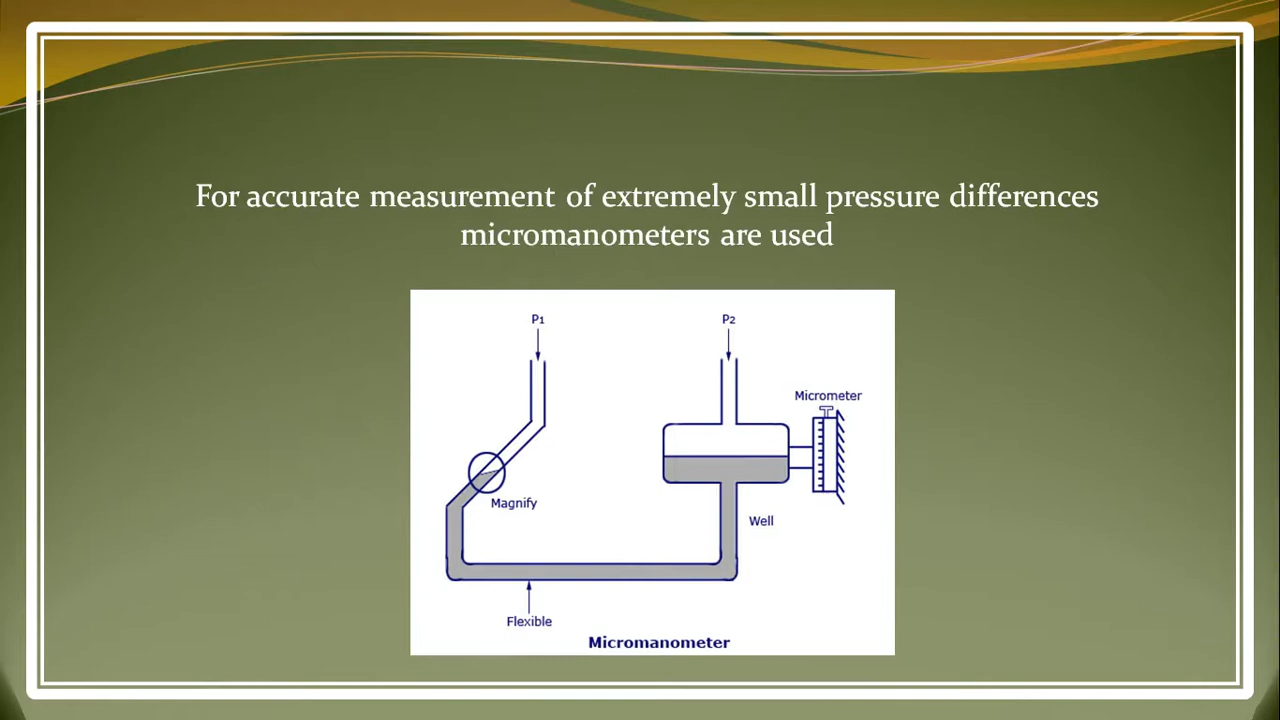 For accurate measurement of extremely small pressure differences
micromanometers are used
P1
P2
Micrometer
Magnify
Well
Flexible
Micromanometer